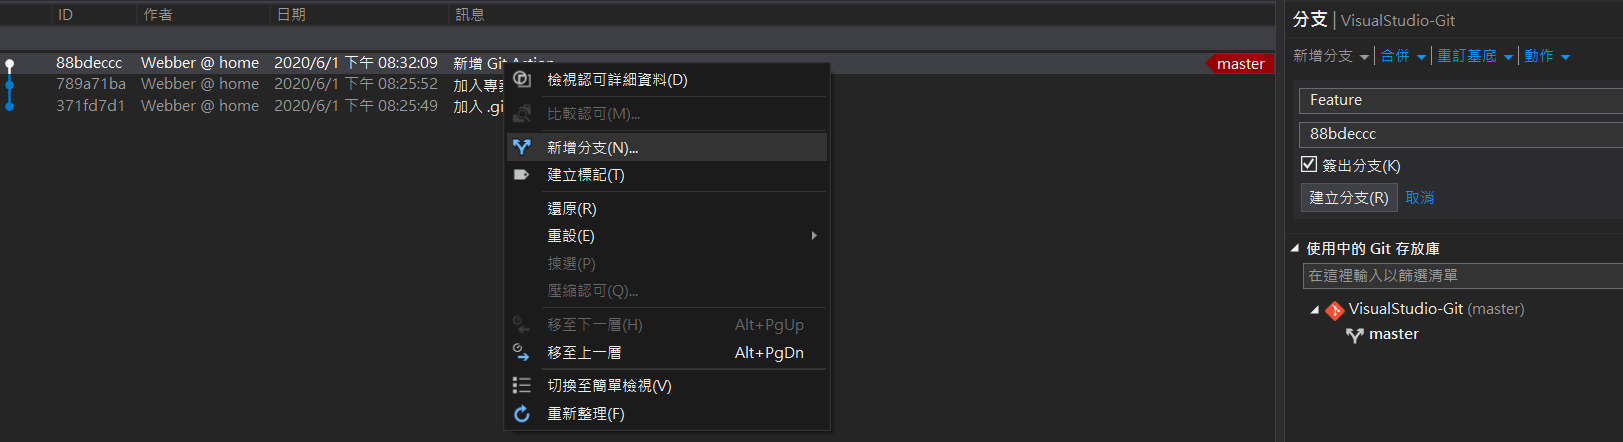 ID 作者 日期 訊息
88bdeccc Webber @ home 2020/6/1 下午 08:32:09 新增 Git Action master
789a71ba Webber @ home 2020/6/1 下午 08:25:52 加入專案
371fd7d1 Webber @ home 2020/6/1 下午 08:25:49 加入 .gi
檢視認可詳細資料(D)
比較認可(M)...
新增分支(N)...
建立標記(T)
還原(R)
重設(E)
揀選(P)
壓縮認可(Q)...
移至下一層(H) Alt+PgUp
移至上一層 Alt+PgDn
切換至簡單檢視(V)
重新整理(F)
分支 | VisualStudio-Git
新增分支 | 合併 | 重訂基底 | 動作
Feature
88bdeccc
簽出分支(K)
建立分支(R) 取消
使用中的 Git 存放庫
在這裡輸入以篩選清單
VisualStudio-Git (master)
master